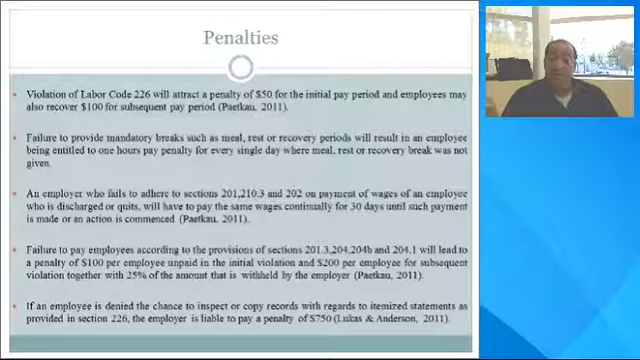 Penalties
• Violation of Labor Code 226 will attract a penalty of $50 for the initial pay period and employees may
also recover $100 for subsequent pay period (Paetkau, 2011).
• Failure to provide mandatory breaks such as meal, rest or recovery periods will result in an employee
being entitled to one hours pay penalty for every single day where meal, rest or recovery break was not
given.
• An employer who fails to adhere to sections 201,210.3 and 202 on payment of wages of an employee
who is discharged or quits, will have to pay the same wages continually for 30 days until such payment
is made or an action is commenced (Paetkau, 2011).
• Failure to pay employees according to the provisions of sections 201.3,204,204b and 204.1 will lead to
a penalty of $100 per employee unpaid in the initial violation and $200 per employee for subsequent
violation together with 25% of the amount that is withheld by the employer (Paetkau, 2011).
• If an employee is denied the chance to inspect or copy records with regards to itemized statements as
provided in section 226, the employer is liable to pay a penalty of $750 (Lukas & Anderson, 2011).